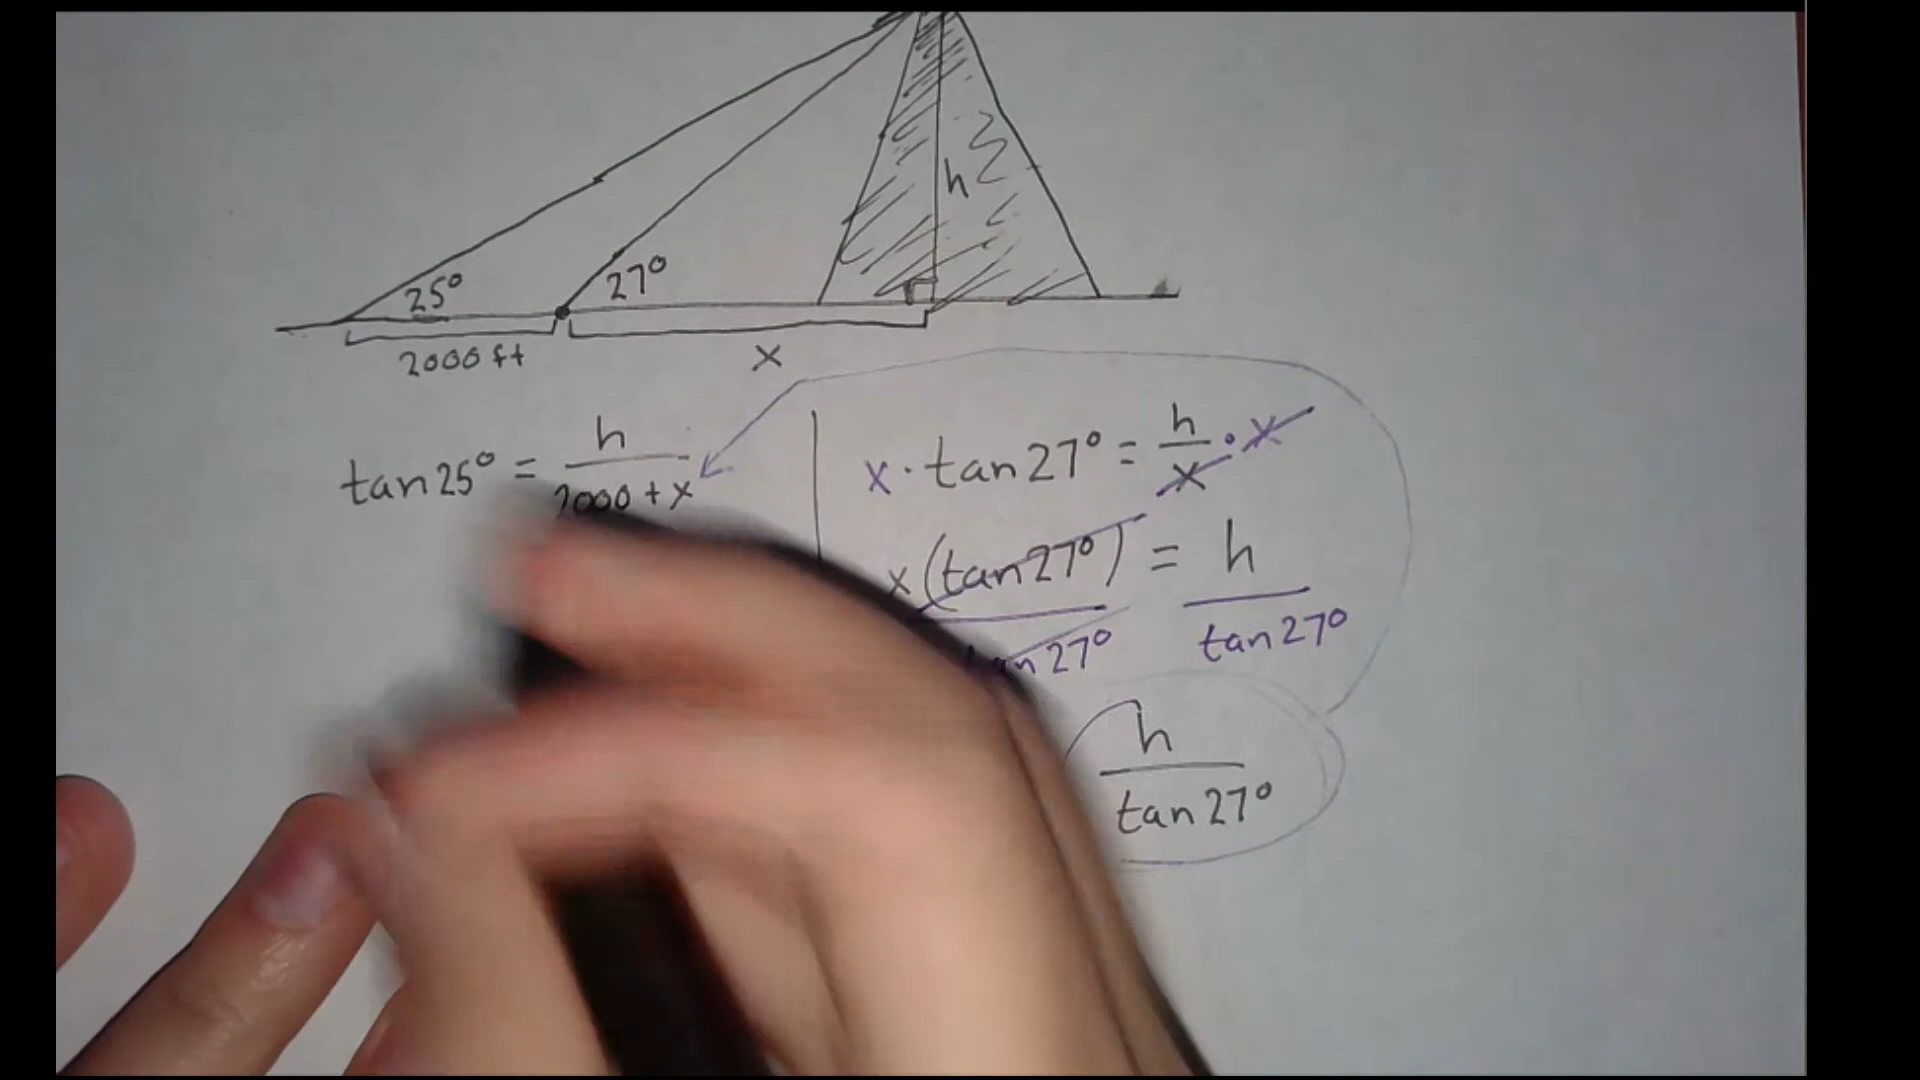 h
25°
27°
2000 ft
x
tan 25° = h / 2000 + x
x · tan 27° = h / x · x
x (tan 27°) = h
tan 27° tan 27°
h / tan 27°